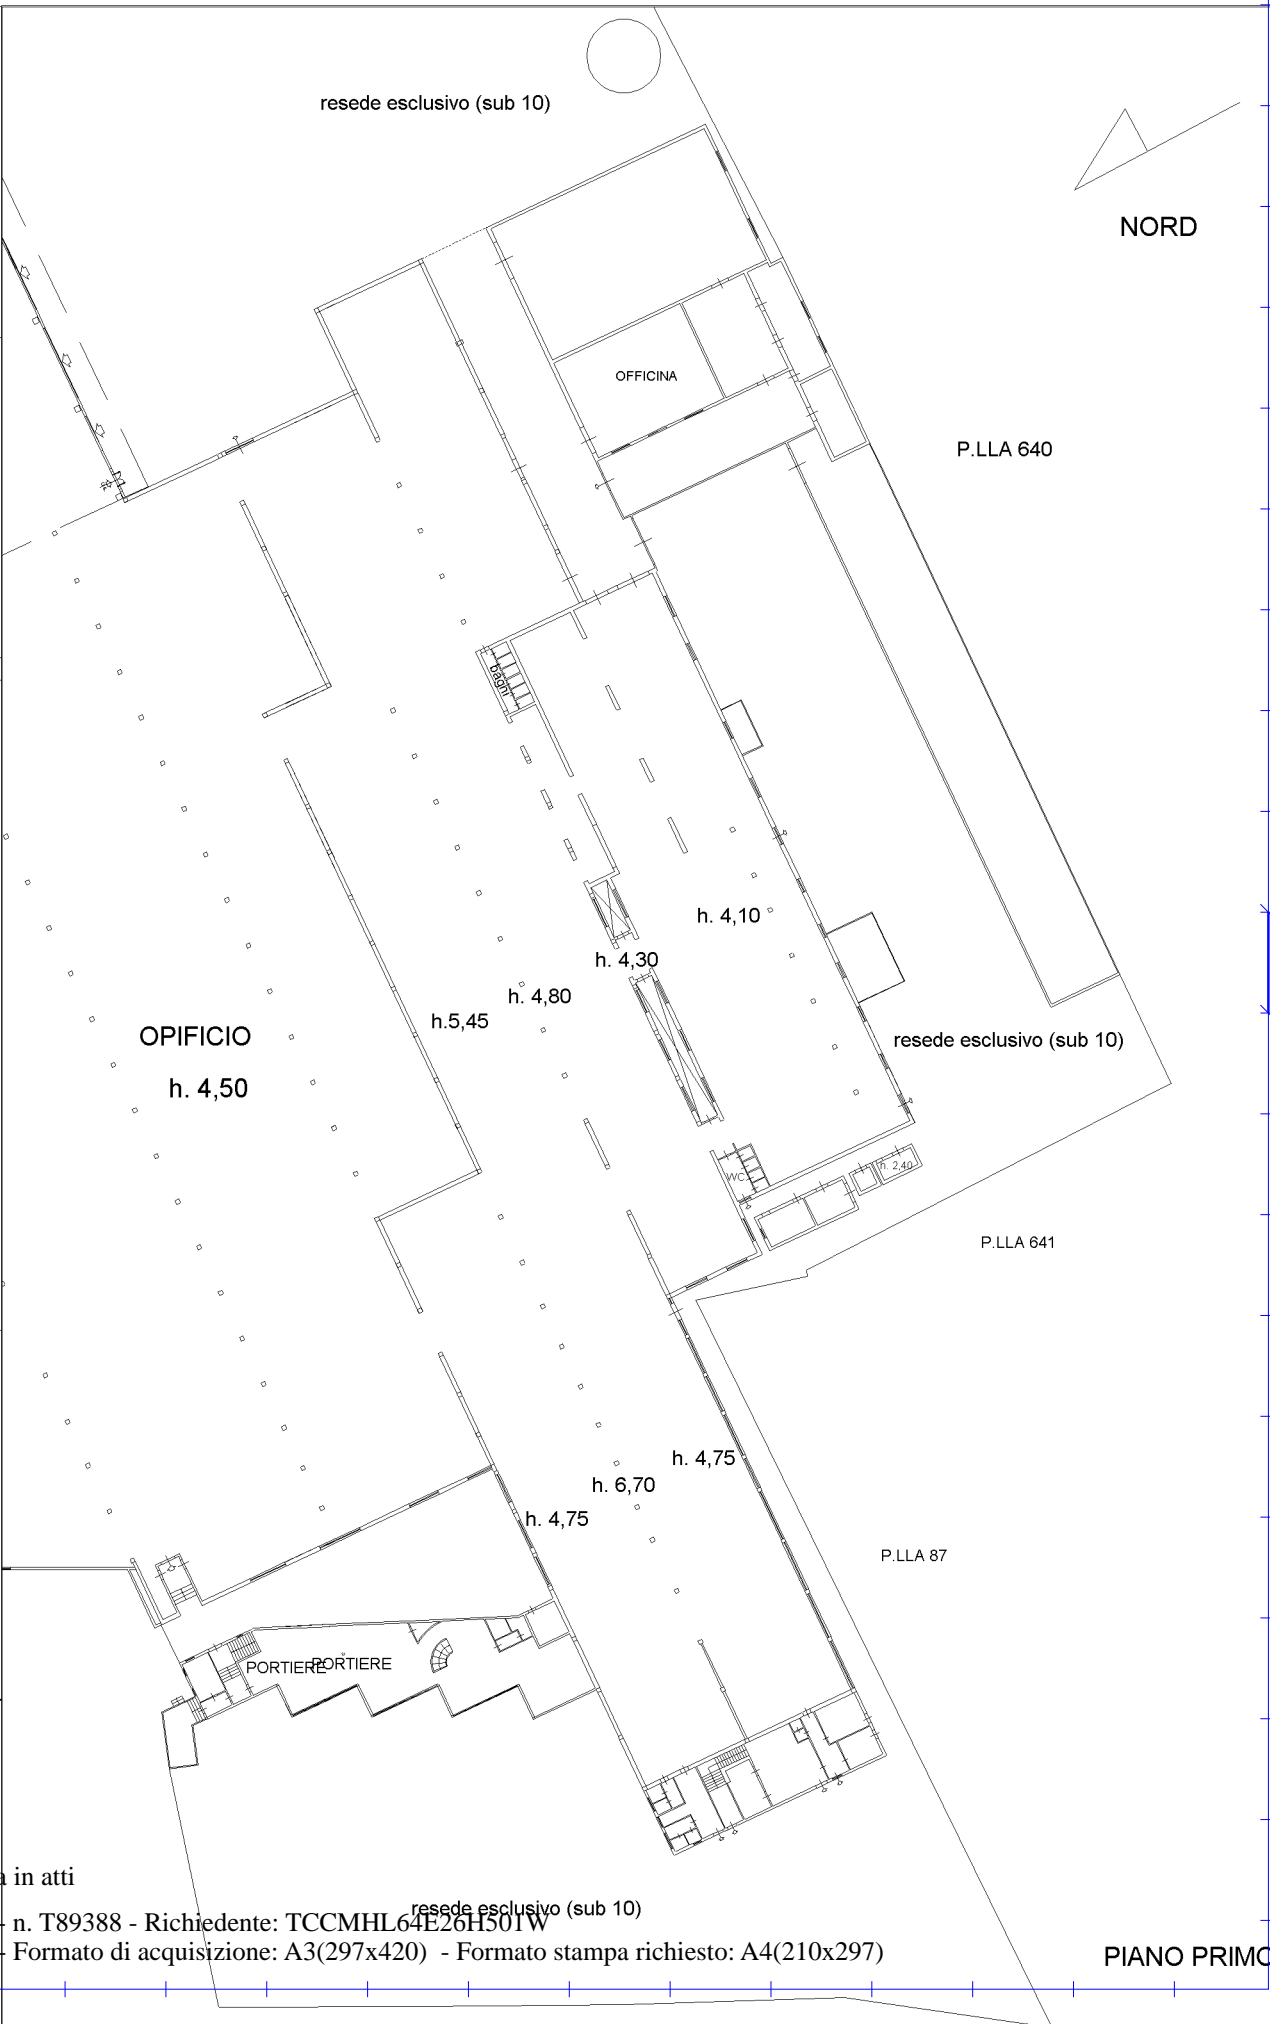 resede esclusivo (sub 10)
NORD
OFFICINA
P.LLA 640
bagni
h. 4,10
h. 4,30
h. 4,80
h.5,45
OPIFICIO
h. 4,50
resede esclusivo (sub 10)
WC
h. 2,40
P.LLA 641
h. 4,75
h. 6,70
h. 4,75
P.LLA 87
PORTIERE
PORTIERE
a in atti
resede esclusivo (sub 10)
- n. T89388 - Richiedente: TCCMHL64E26H501W
- Formato di acquisizione: A3(297x420) - Formato stampa richiesto: A4(210x297)
PIANO PRIMO